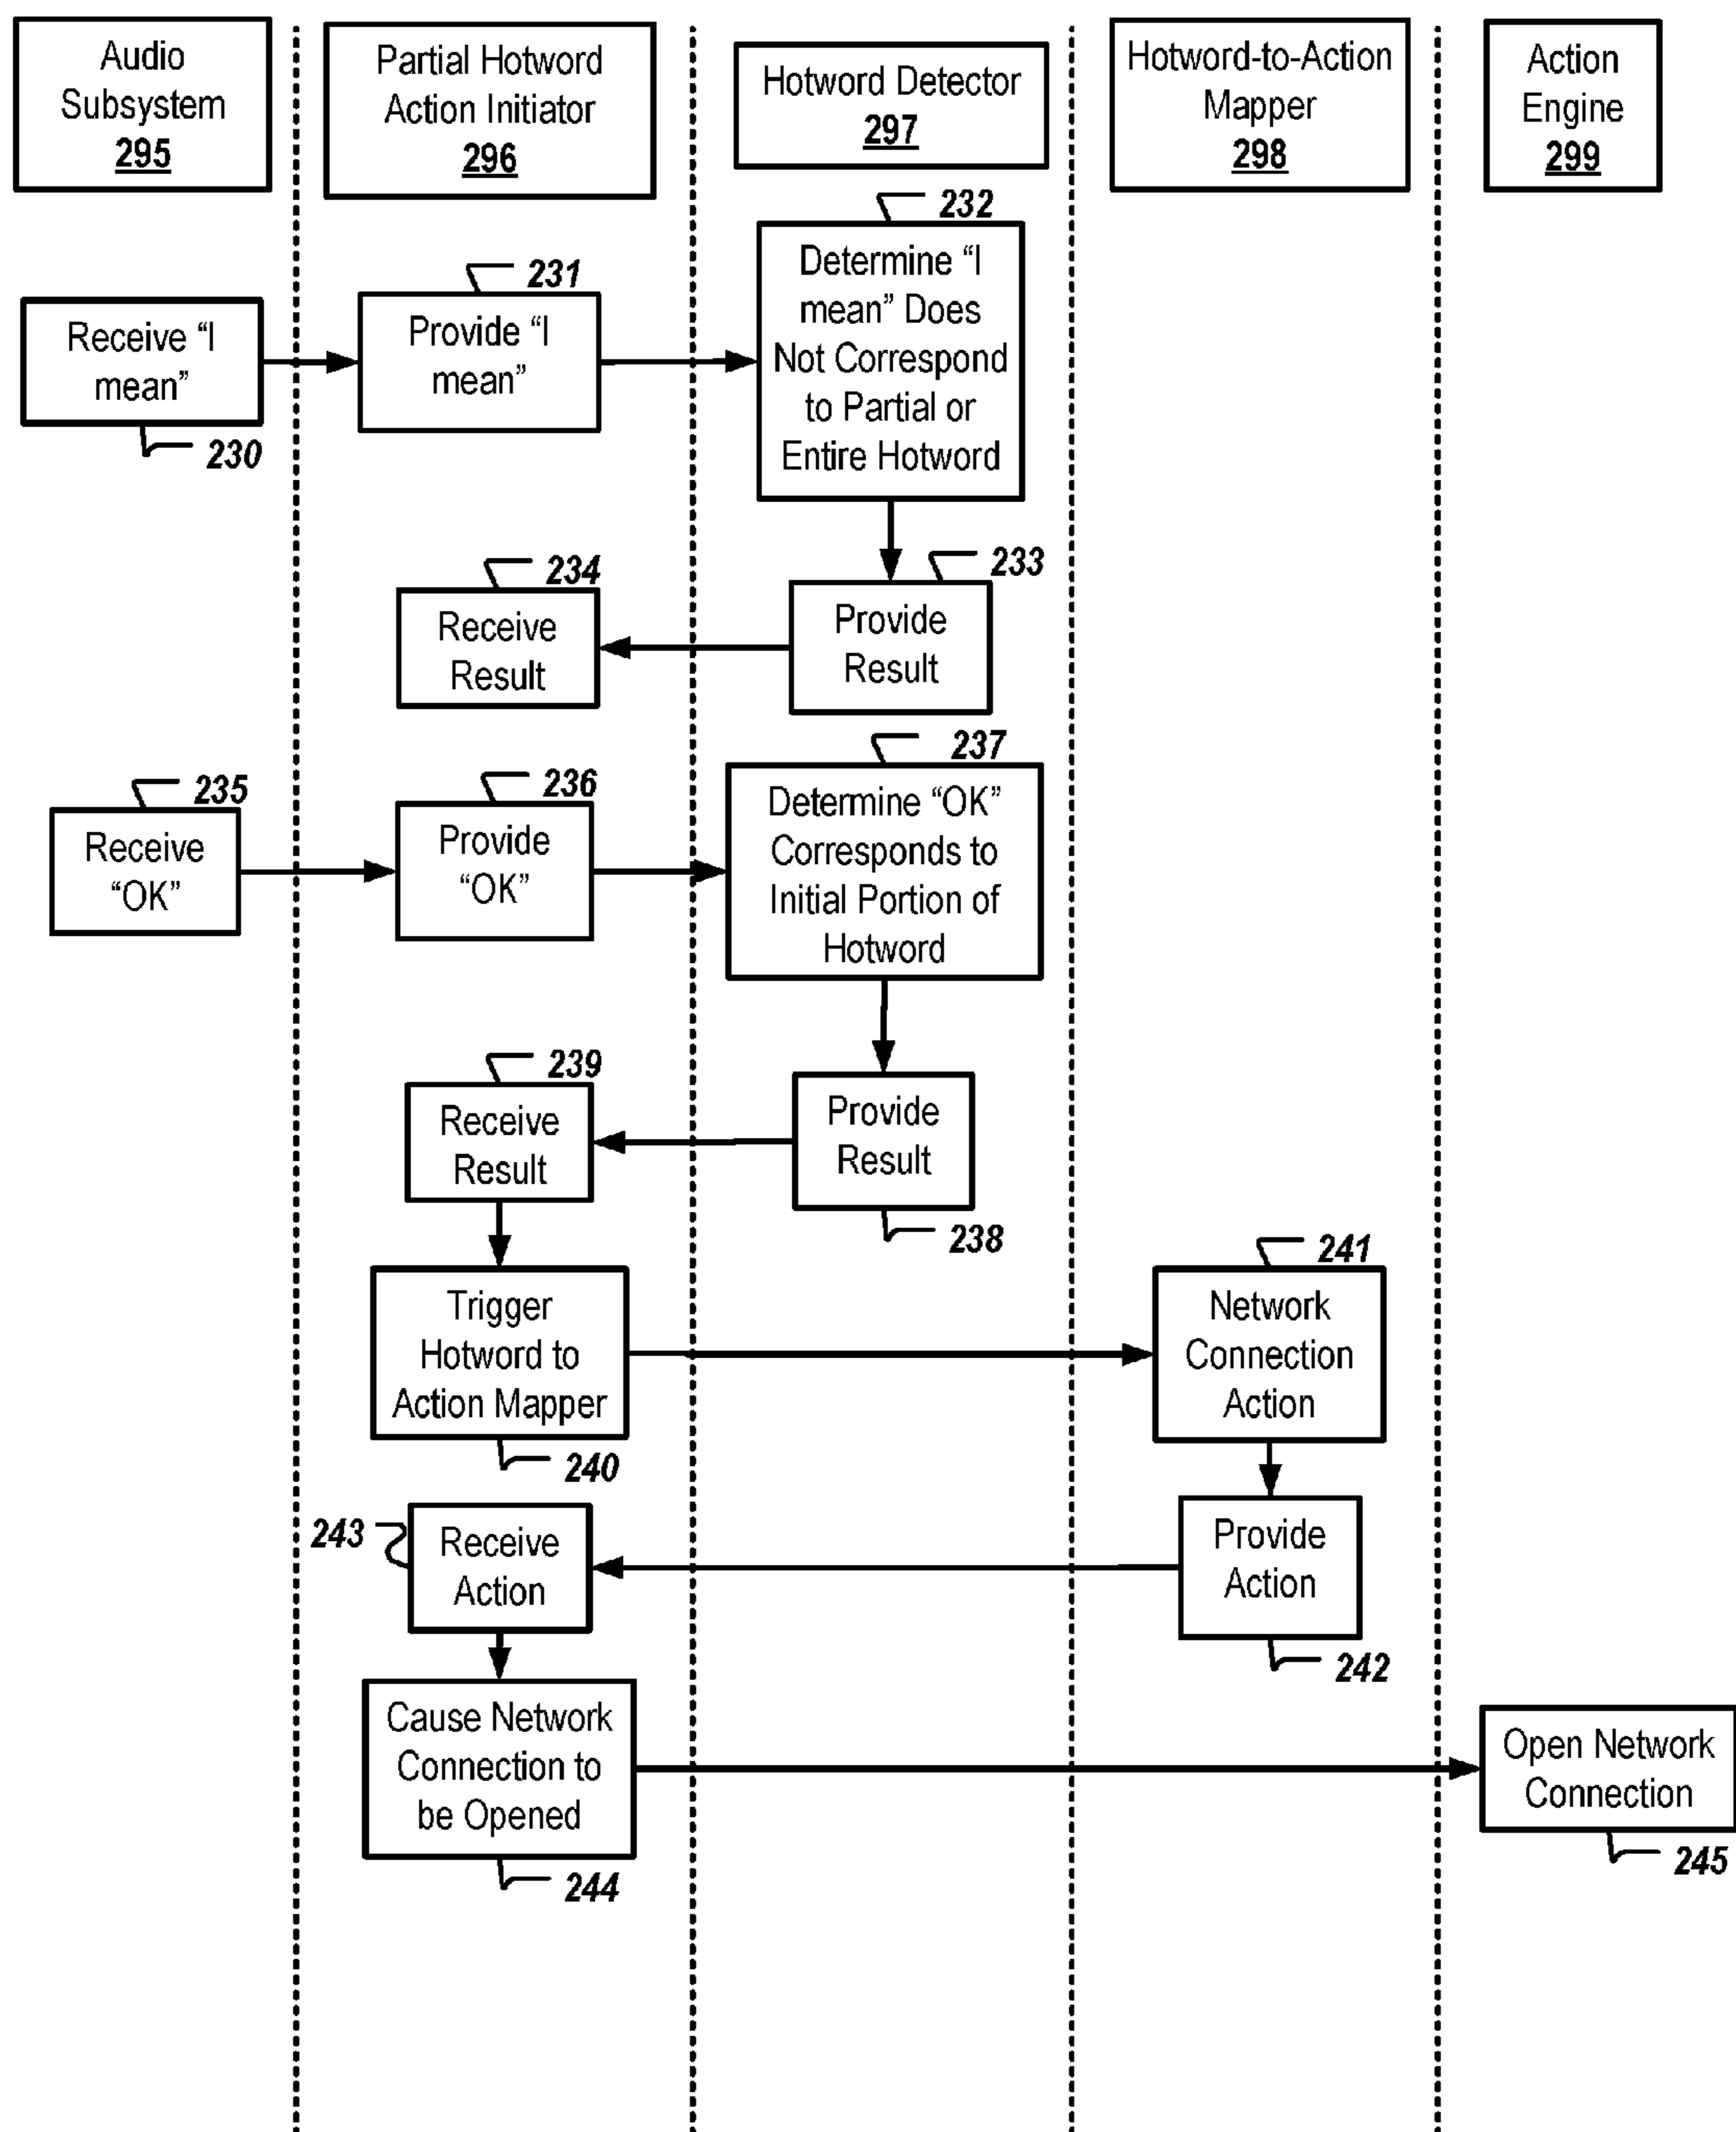 Audio
Subsystem
295
Partial Hotword
Action Initiator
296
Hotword Detector
297
Hotword-to-Action
Mapper
298
Action
Engine
299
232
Determine “I
mean” Does
Not Correspond
to Partial or
Entire Hotword
231
Provide “I
mean”
Receive “I
mean”
230
234
Receive
Result
233
Provide
Result
235
Receive
“OK”
236
Provide
“OK”
237
Determine “OK”
Corresponds to
Initial Portion of
Hotword
239
Receive
Result
Provide
Result
238
Trigger
Hotword to
Action Mapper
240
241
Network
Connection
Action
243
Receive
Action
Provide
Action
242
Cause Network
Connection to
be Opened
244
Open Network
Connection
245